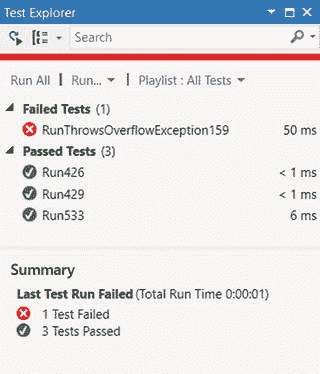 Test Explorer
Search
Run All | Run... | Playlist : All Tests
Failed Tests (1)
RunThrowsOverflowException159 50 ms
Passed Tests (3)
Run426 < 1 ms
Run429 < 1 ms
Run533 6 ms
Summary
Last Test Run Failed (Total Run Time 0:00:01)
1 Test Failed
3 Tests Passed